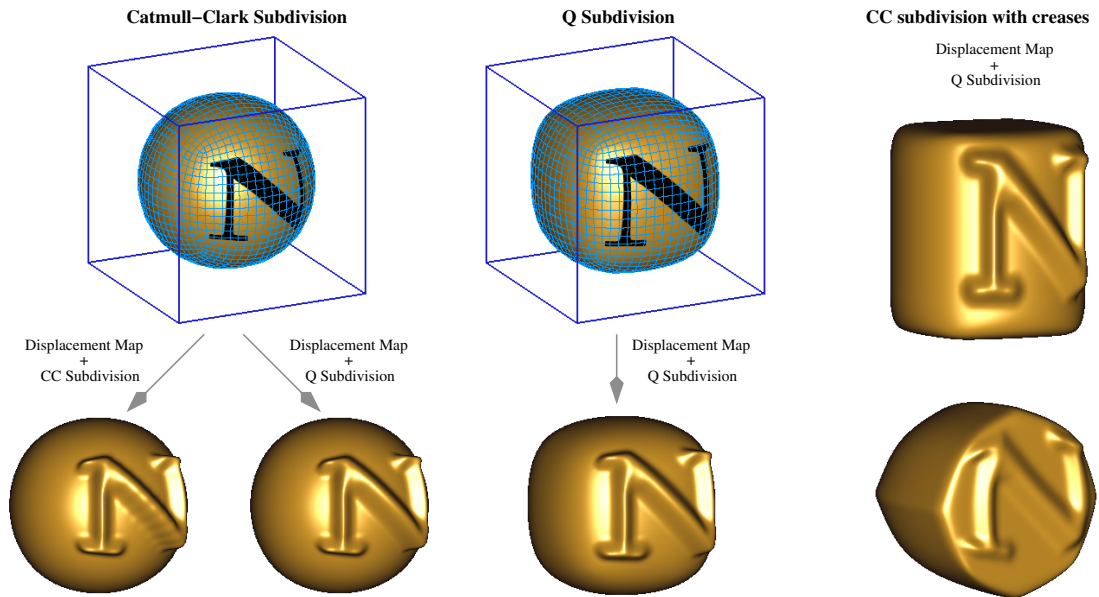 Catmull−Clark Subdivision
Q Subdivision
CC subdivision with creases
Displacement Map
+
Q Subdivision
N
N
N
Displacement Map
+
CC Subdivision
Displacement Map
+
Q Subdivision
Displacement Map
+
Q Subdivision
N
N
N
N